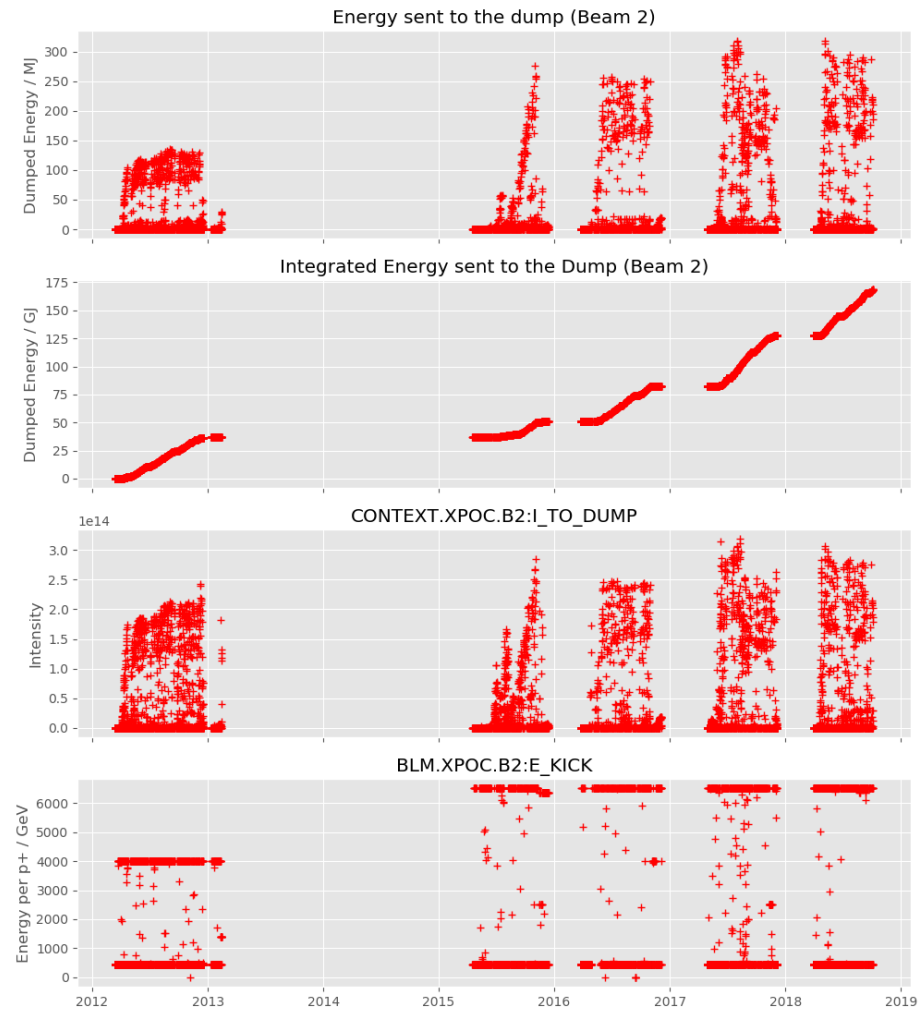 Energy sent to the dump (Beam 2)
Dumped Energy / MJ
300
250
200
150
100
50
0
Integrated Energy sent to the Dump (Beam 2)
Dumped Energy / GJ
175
150
125
100
75
50
25
0
1e14
CONTEXT.XPOC.B2:I_TO_DUMP
Intensity
3.0
2.5
2.0
1.5
1.0
0.5
0.0
BLM.XPOC.B2:E_KICK
Energy per p+ / GeV
6000
5000
4000
3000
2000
1000
0
2012 2013 2014 2015 2016 2017 2018 2019